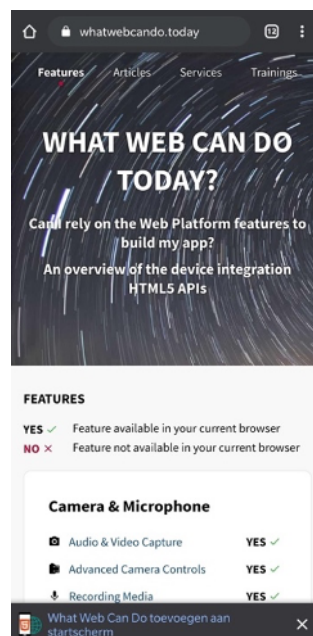 whatwebcando.today 12
Features Articles Services Trainings
WHAT WEB CAN DO
TODAY?
Can I rely on the Web Platform features to
build my app?
An overview of the device integration
HTML5 APIs
FEATURES
YES ✓ Feature available in your current browser
NO × Feature not available in your current browser
Camera & Microphone
Audio & Video Capture YES ✓
Advanced Camera Controls YES ✓
Recording Media YES ✓
What Web Can Do toevoegen aan
startscherm